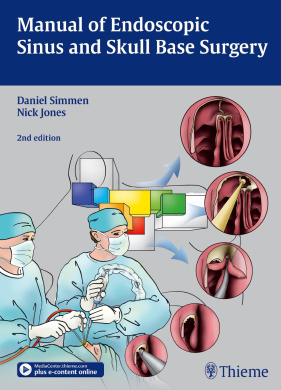 Manual of Endoscopic
Sinus and Skull Base Surgery
Daniel Simmen
Nick Jones
2nd edition
MediaCenter.thieme.com
plus e-content online
Thieme